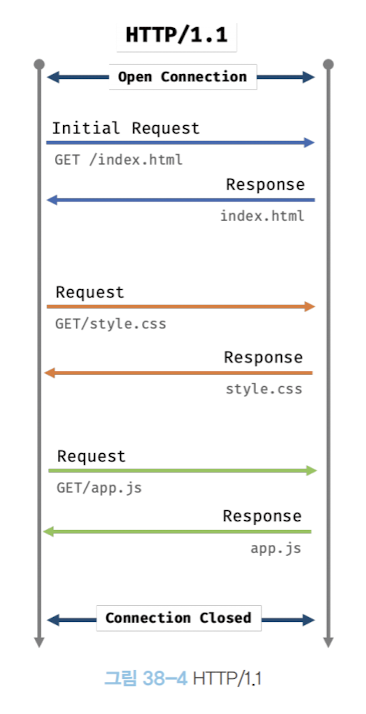 HTTP/1.1
Open Connection
Initial Request
GET /index.html
Response
index.html
Request
GET/style.css
Response
style.css
Request
GET/app.js
Response
app.js
Connection Closed
그림 38-4 HTTP/1.1